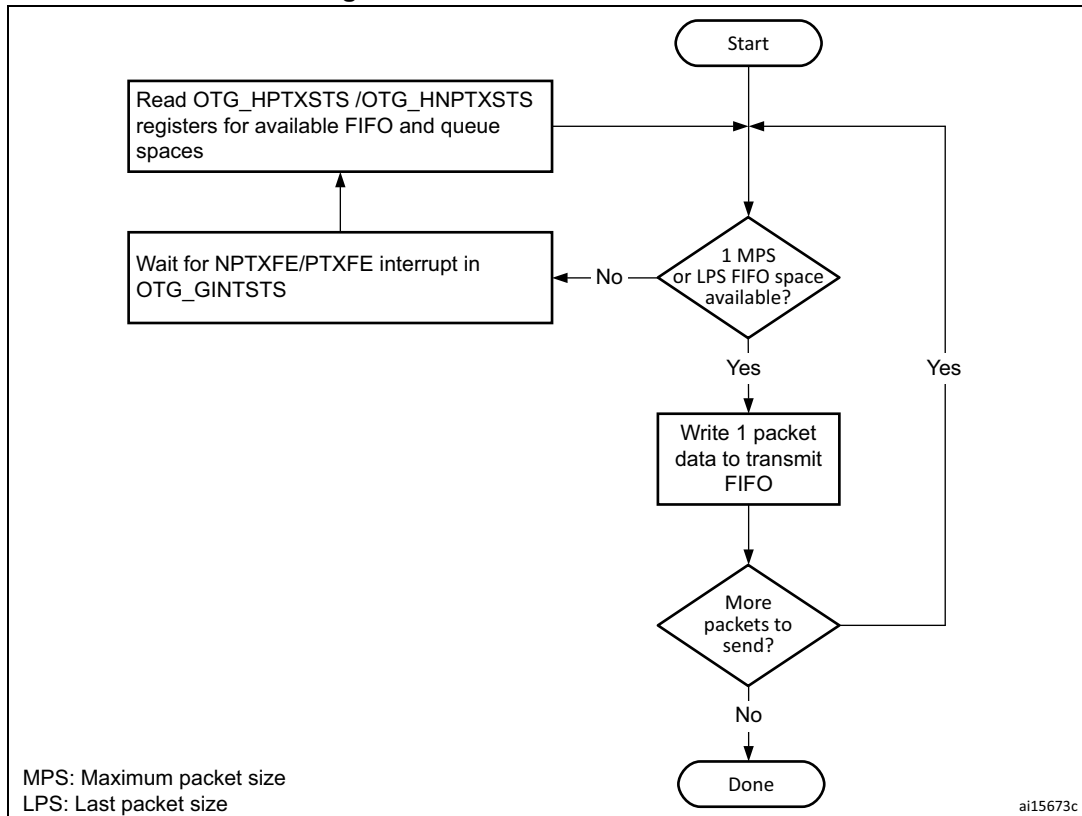 Start
Read OTG_HPTXSTS /OTG_HNPTXSTS
registers for available FIFO and queue
spaces
Wait for NPTXFE/PTXFE interrupt in
OTG_GINTSTS
No
1 MPS
or LPS FIFO space
available?
Yes
Yes
Write 1 packet
data to transmit
FIFO
More
packets to
send?
No
Done
MPS: Maximum packet size
LPS: Last packet size
ai15673c